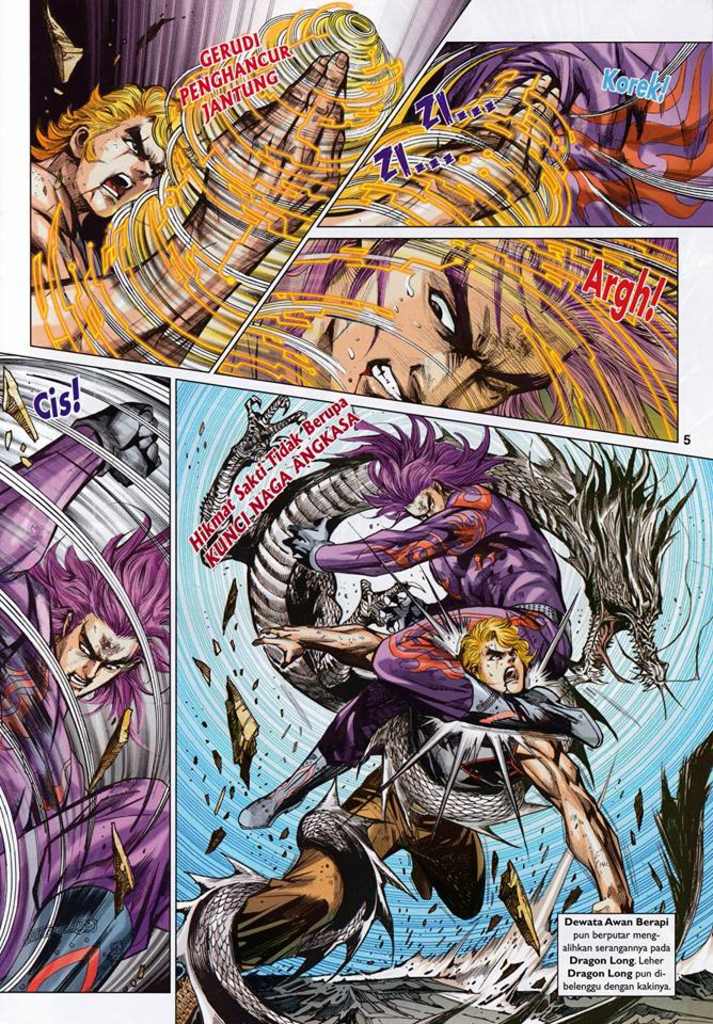 GERUDI
PENGHANCUR
JANTUNG
ZI...
ZI...
Korek!
Argh!
5
Cis!
Hikmat Sakti Tidak Berupa
KUNCI NAGA ANGKASA
Dewata Awan Berapi
pun berputar meng-
alihkan serangannya pada
Dragon Long. Leher
Dragon Long pun di-
belenggu dengan kakinya.